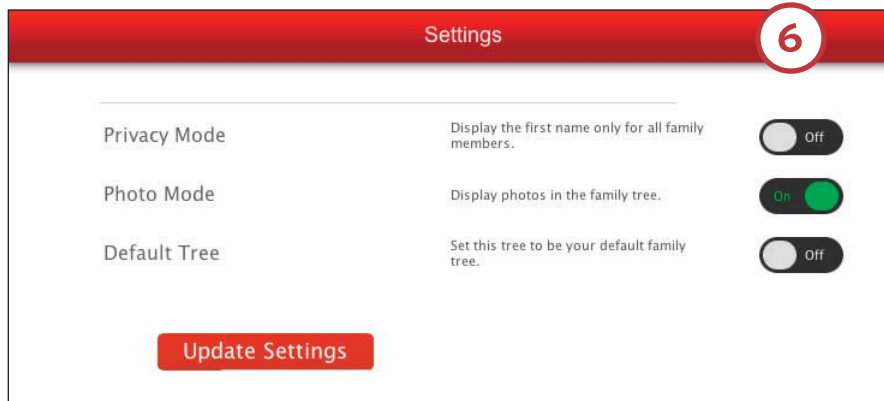 Settings
6
Privacy Mode
Display the first name only for all family
members.
Off
Photo Mode
Display photos in the family tree.
On
Default Tree
Set this tree to be your default family
tree.
Off
Update Settings